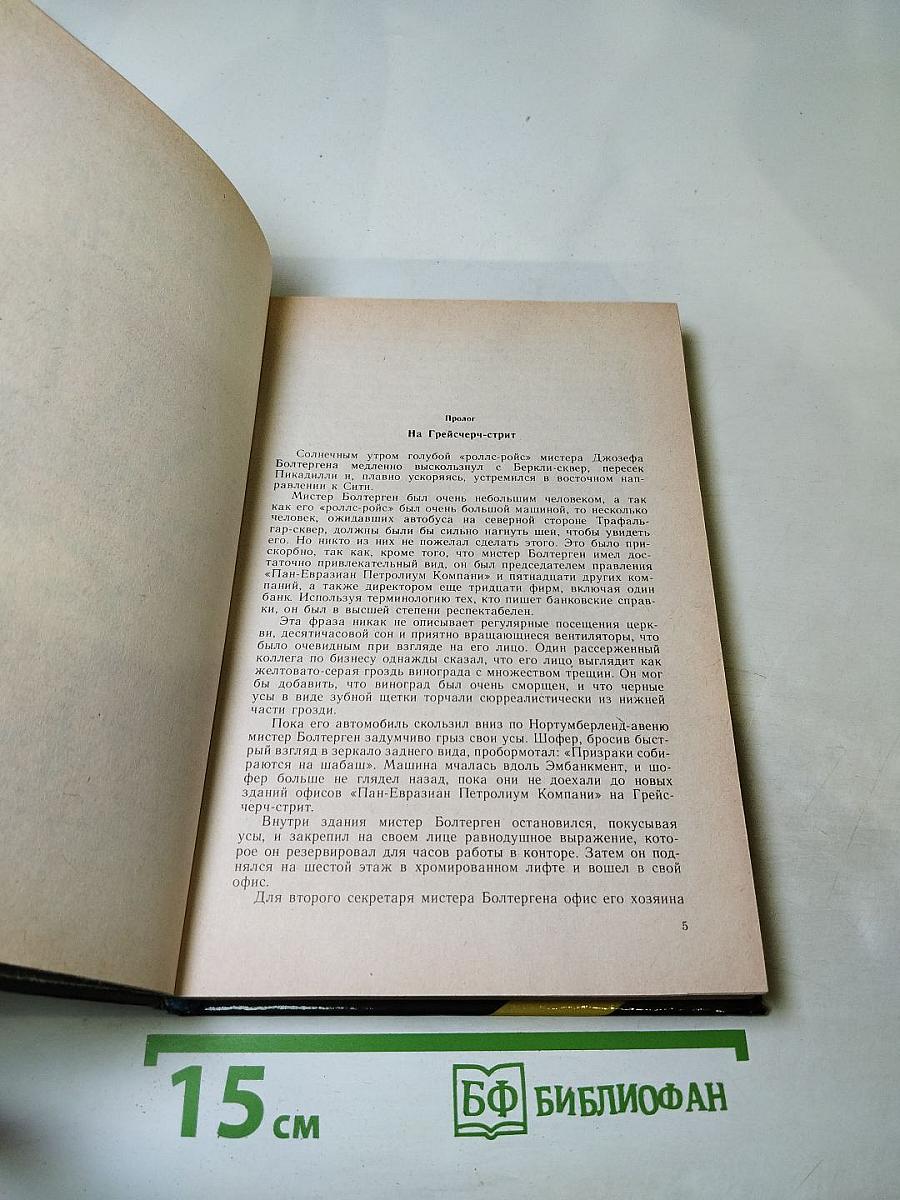 Пролог
На Грейсчерч-стрит
Солнечным утром голубой «роллс-ройс» мистера Джозефа
Болтергена медленно выскользнул с Беркли-сквер, пересек
Пикадилли и, плавно ускоряясь, устремился в восточном нап-
равлении к Сити.
Мистер Болтерген был очень небольшим человеком, а так
как его «роллс-ройс» был очень большой машиной, то несколько
человек, ожидавших автобуса на северной стороне Трафаль-
гар-сквер, должны были бы сильно нагнуть шеи, чтобы увидеть
его. Но никто из них не пожелал сделать этого. Это было при-
скорбно, так как, кроме того, что мистер Болтерген имел дос-
таточно привлекательный вид, он был председателем правления
«Пан-Евразиан Петролиум Компани» и пятнадцати других ком-
паний, а также директором еще тридцати фирм, включая один
банк. Используя терминологию тех, кто пишет банковские справ-
ки, он был в высшей степени респектабелен.
Эта фраза никак не описывает регулярные посещения церк-
ви, десятичасовой сон и приятно вращающиеся вентиляторы, что
было очевидным при взгляде на его лицо. Один рассерженный
коллега по бизнесу однажды сказал, что его лицо выглядит как
желтовато-серая гроздь винограда с множеством трещин. Он мог
бы добавить, что виноград был очень сморщен, и что черные
усы в виде зубной щетки торчали сюрреалистически из нижней
части грозди.
Пока его автомобиль скользил вниз по Нортумберленд-авеню
мистер Болтерген задумчиво грыз свои усы. Шофер, бросив быст-
рый взгляд в зеркало заднего вида, пробормотал: «Призраки соби-
раются на шабаш». Машина мчалась вдоль Эмбанкмент, и шо-
фер больше не глядел назад, пока они не доехали до новых
зданий офисов «Пан-Евразиан Петролиум Компани» на Грейс-
черч-стрит.
Внутри здания мистер Болтерген остановился, покусывая
усы, и закрепил на своем лице равнодушное выражение, кото-
рое он резервировал для часов работы в конторе. Затем он под-
нялся на шестой этаж в хромированном лифте и вошел в свой
офис.
Для второго секретаря мистера Болтергена офис его хозяина
5
15 см
БФ БИБЛИОФАН